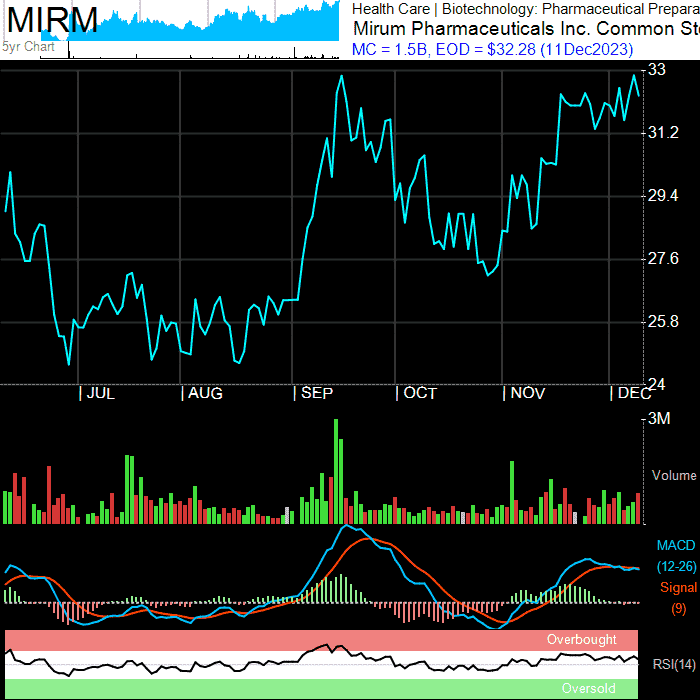 MIRM
5yr Chart
Health Care | Biotechnology: Pharmaceutical Prepara
Mirum Pharmaceuticals Inc. Common Sto
MC = 1.5B, EOD = $32.28 (11Dec2023)
33
31.2
29.4
27.6
25.8
24
| JUL | AUG | SEP | OCT | NOV | DEC
3M
Volume
MACD
(12-26)
Signal
(9)
Overbought
RSI(14)
Oversold